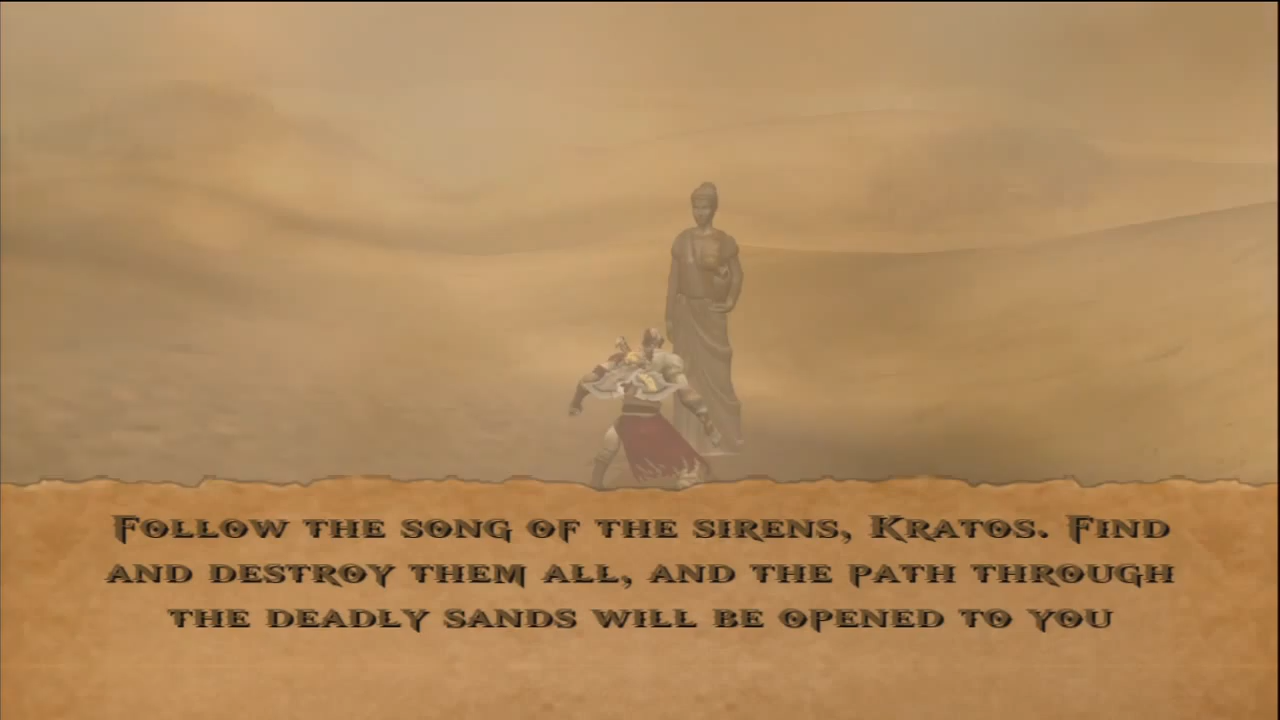 Follow the song of the sirens, Kratos. Find
and destroy them all, and the path through
the deadly sands will be opened to you